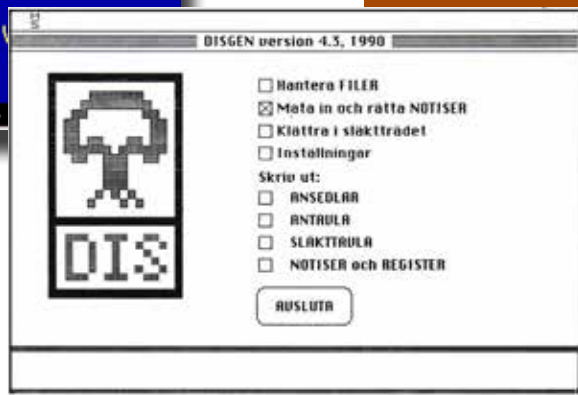 DISGEN version 4.3, 1990
Hantera FILER
Mata in och rätta NOTISER
Klättra i släktträdet
Inställningar
Skriv ut:
ANSEDLAR
ANTAVLA
SLÄKTTAVLA
NOTISER och REGISTER
DIS
AVSLUTA